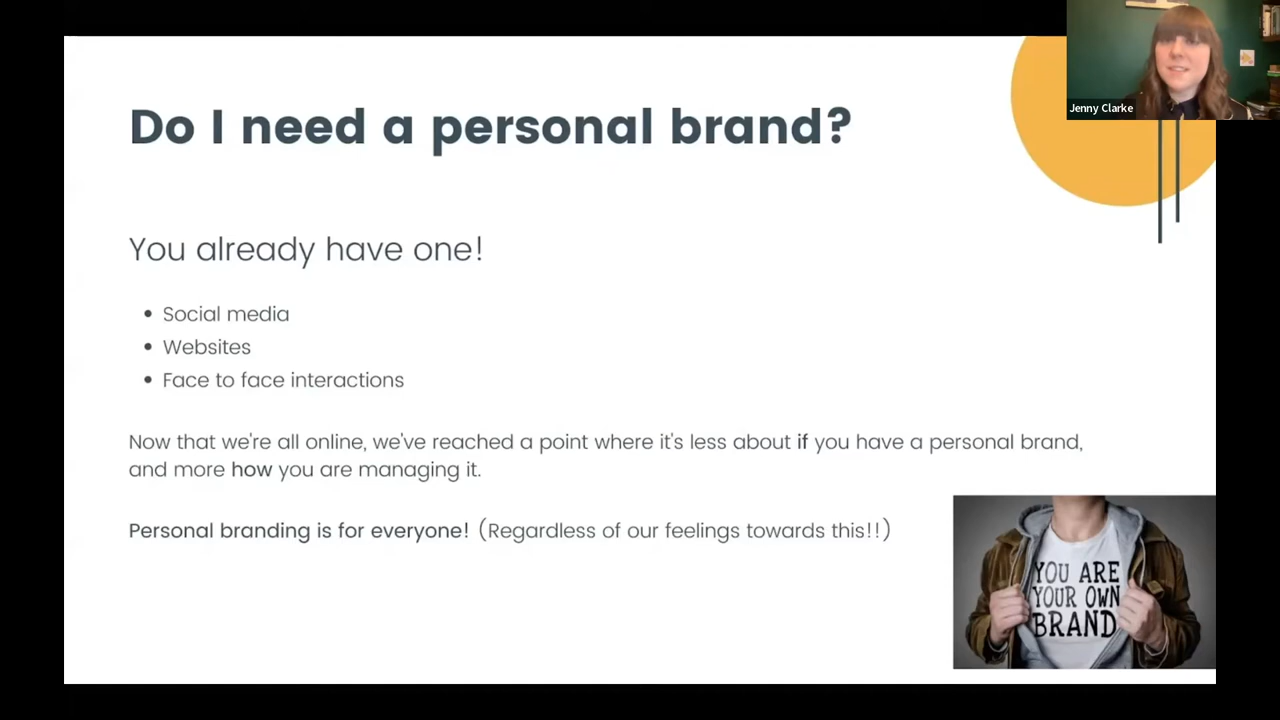 Do I need a personal brand?
Jenny Clarke
You already have one!
• Social media
• Websites
• Face to face interactions
Now that we're all online, we've reached a point where it's less about if you have a personal brand,
and more how you are managing it.
Personal branding is for everyone! (Regardless of our feelings towards this!!)
YOU ARE
YOUR OWN
BRAND